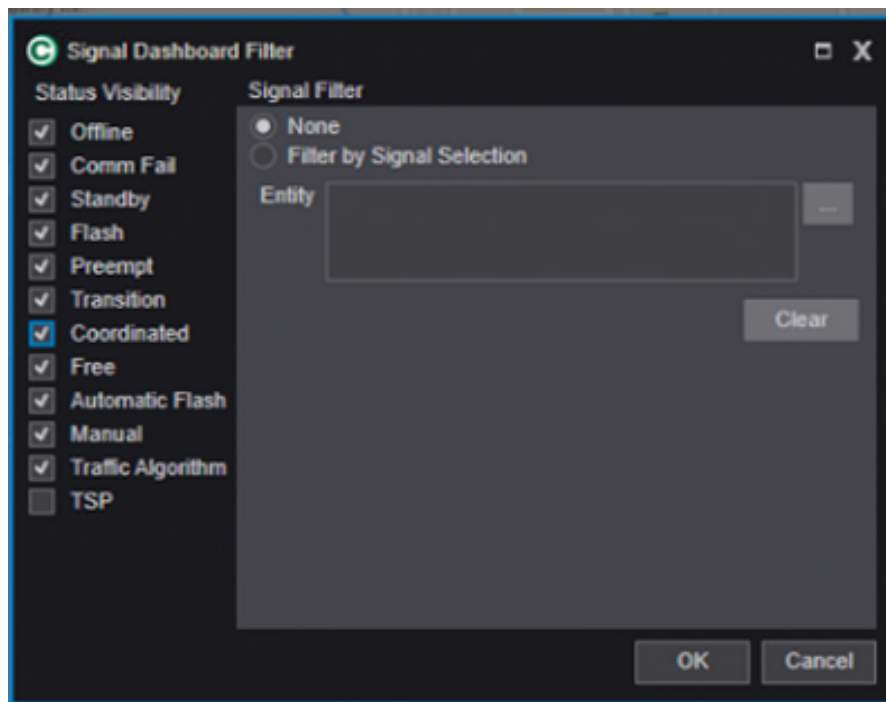 Signal Dashboard Filter
X
Status Visibility
Offline
Comm Fail
Standby
Flash
Preempt
Transition
Coordinated
Free
Automatic Flash
Manual
Traffic Algorithm
TSP
Signal Filter
None
Filter by Signal Selection
Entity
...
Clear
OK
Cancel